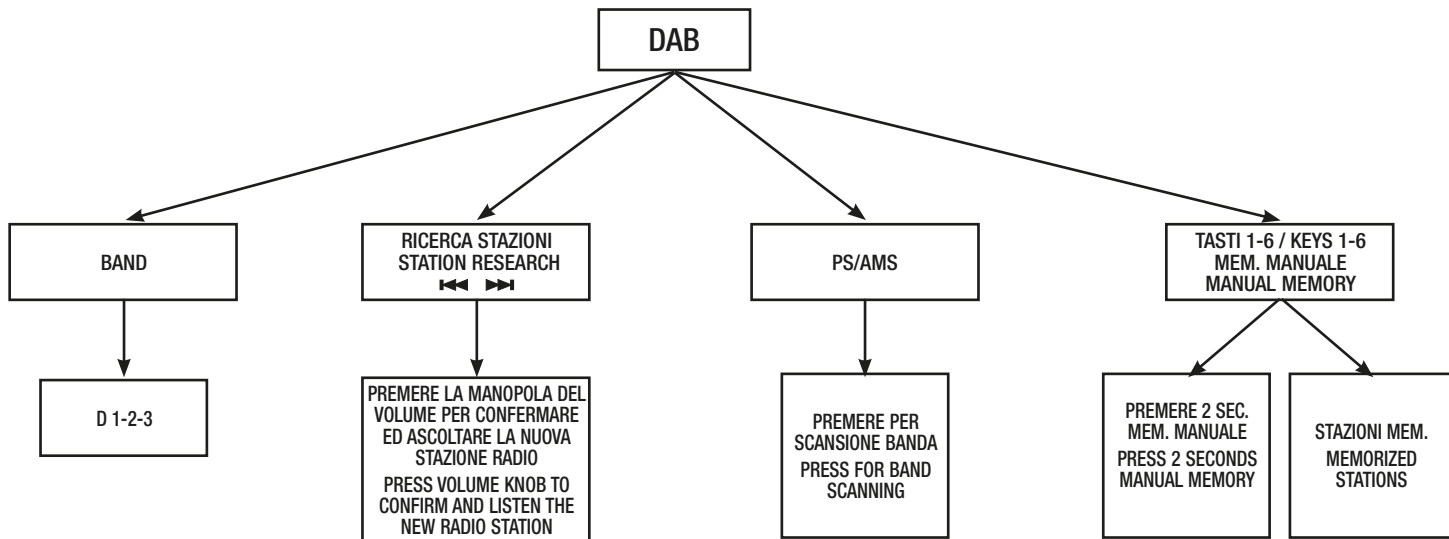 DAB
BAND
RICERCA STAZIONI
STATION RESEARCH
PS/AMS
TASTI 1-6 / KEYS 1-6
MEM. MANUALE
MANUAL MEMORY
D 1-2-3
PREMERE LA MANOPOLA DEL
VOLUME PER CONFERMARE
ED ASCOLTARE LA NUOVA
STAZIONE RADIO
PRESS VOLUME KNOB TO
CONFIRM AND LISTEN THE
NEW RADIO STATION
PREMERE PER
SCANSIONE BANDA
PRESS FOR BAND
SCANNING
PREMERE 2 SEC.
MEM. MANUALE
PRESS 2 SECONDS
MANUAL MEMORY
STAZIONI MEM.
MEMORIZED
STATIONS